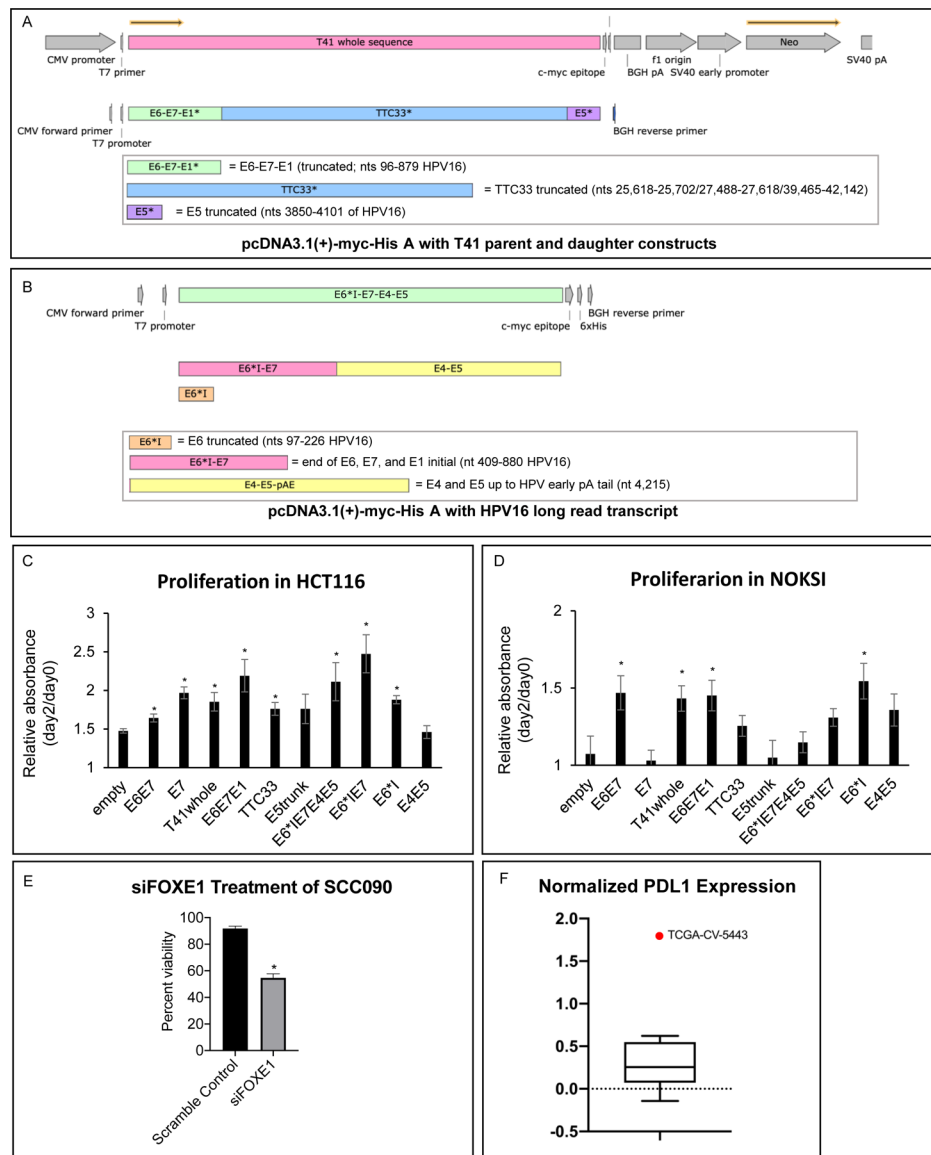 A
T41 whole sequence
Neo
CMV promoter
T7 primer
c-myc epitope
BGH pA
f1 origin
SV40 early promoter
SV40 pA
E6-E7-E1*
TTC33*
E5*
CMV forward primer
T7 promoter
BGH reverse primer
E6-E7-E1* = E6-E7-E1 (truncated; nts 96-879 HPV16)
TTC33* = TTC33 truncated (nts 25,618-25,702/27,488-27,618/39,465-42,142)
E5* = E5 truncated (nts 3850-4101 of HPV16)
pcDNA3.1(+)-myc-His A with T41 parent and daughter constructs
B
E6*I-E7-E4-E5
CMV forward primer
T7 promoter
c-myc epitope
6xHis
BGH reverse primer
E6*I-E7
E4-E5
E6*I
E6*I = E6 truncated (nts 97-226 HPV16)
E6*I-E7 = end of E6, E7, and E1 initial (nt 409-880 HPV16)
E4-E5-pAE = E4 and E5 up to HPV early pA tail (nt 4,215)
pcDNA3.1(+)-myc-His A with HPV16 long read transcript
C
Proliferation in HCT116
Relative absorbance
(day2/day0)
3
2.5
2
1.5
1
* * * * * * * *
empty
E6E7
E7
T41whole
E6E7E1
TTC33
E5trunk
E6*IE7E4E5
E6*IE7
E6*I
E4E5
D
Proliferarion in NOKSI
Relative absorbance
(day2/day0)
2
1.5
1
* * * *
empty
E6E7
E7
T41whole
E6E7E1
TTC33
E5trunk
E6*IE7E4E5
E6*IE7
E6*I
E4E5
E
siFOXE1 Treatment of SCC090
Percent viability
100
80
60
40
20
0
*
Scramble Control
siFOXE1
F
Normalized PDL1 Expression
2.0
1.5
1.0
0.5
0.0
-0.5
TCGA-CV-5443